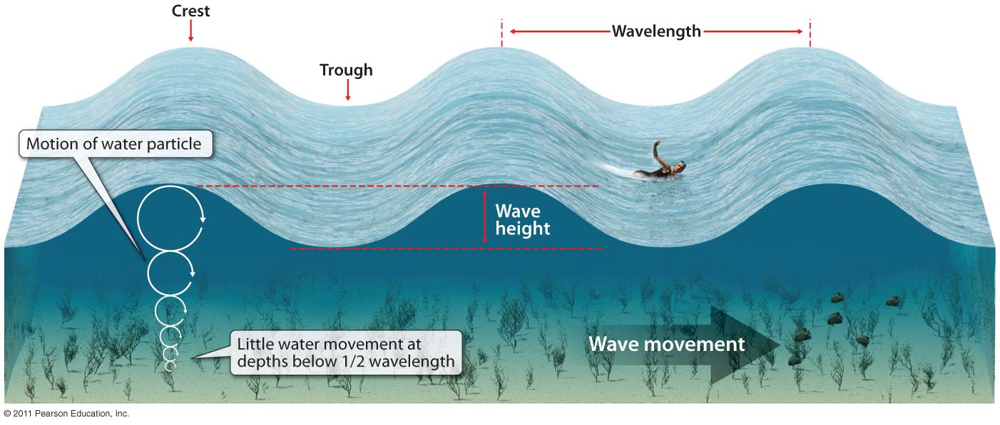 Crest
Wavelength
Trough
Motion of water particle
Wave
height
Little water movement at
depths below 1/2 wavelength
Wave movement
© 2011 Pearson Education, Inc.